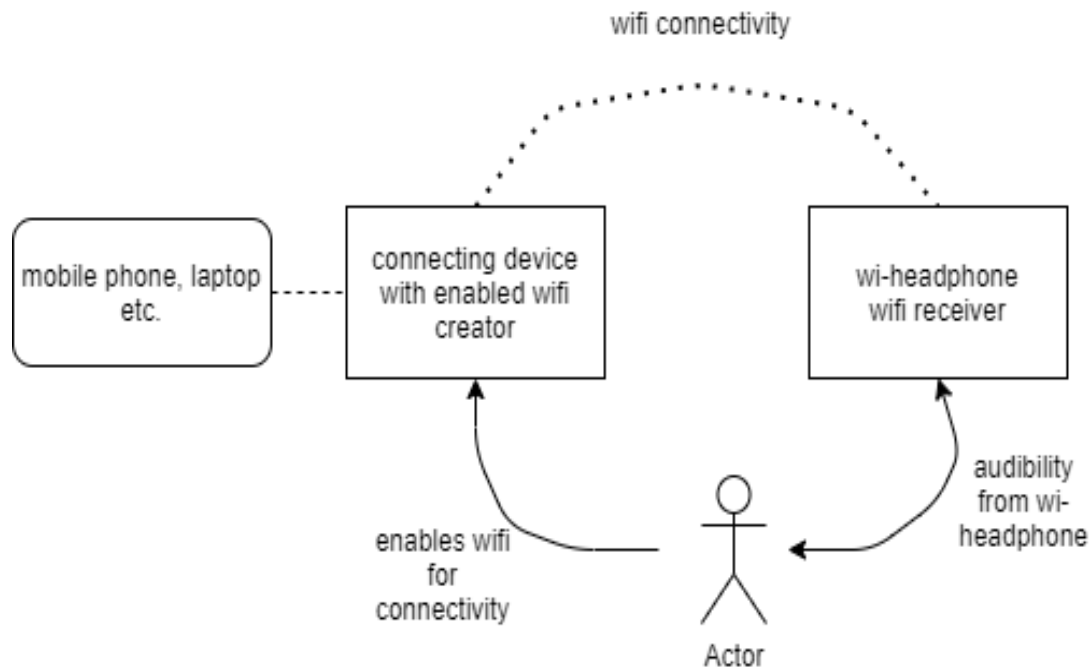 wifi connectivity
mobile phone, laptop
etc.
connecting device
with enabled wifi
creator
wi-headphone
wifi receiver
enables wifi
for
connectivity
audibility
from wi-
headphone
Actor